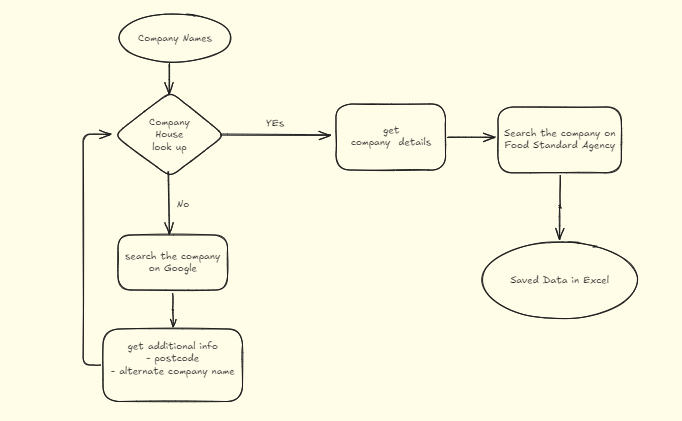 Company Names
Company
House
look up
YES
get
company details
Search the company on
Food Standard Agency
No
search the company
on Google
Saved Data in Excel
get additional info
- postcode
- alternate company name